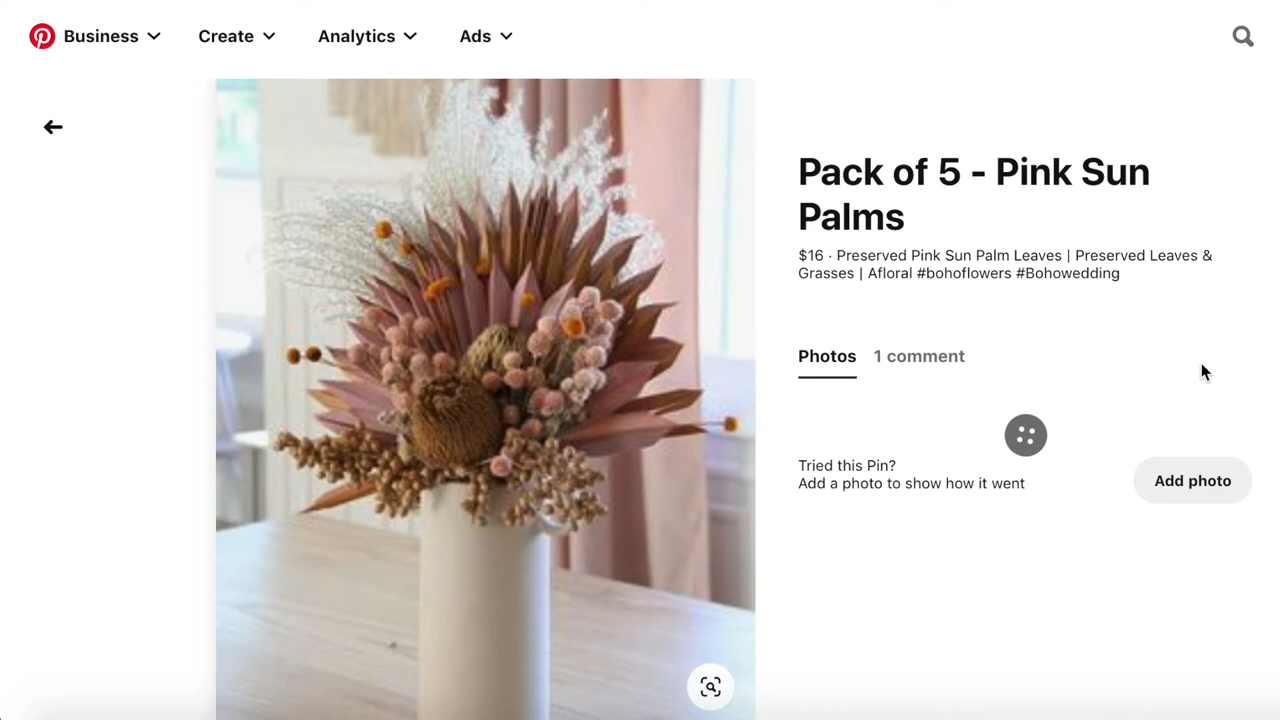 Business Create Analytics Ads
Pack of 5 - Pink Sun
Palms
$16 · Preserved Pink Sun Palm Leaves | Preserved Leaves &
Grasses | Afloral #bohoflowers #Bohowedding
Photos 1 comment
Tried this Pin?
Add a photo to show how it went
Add photo